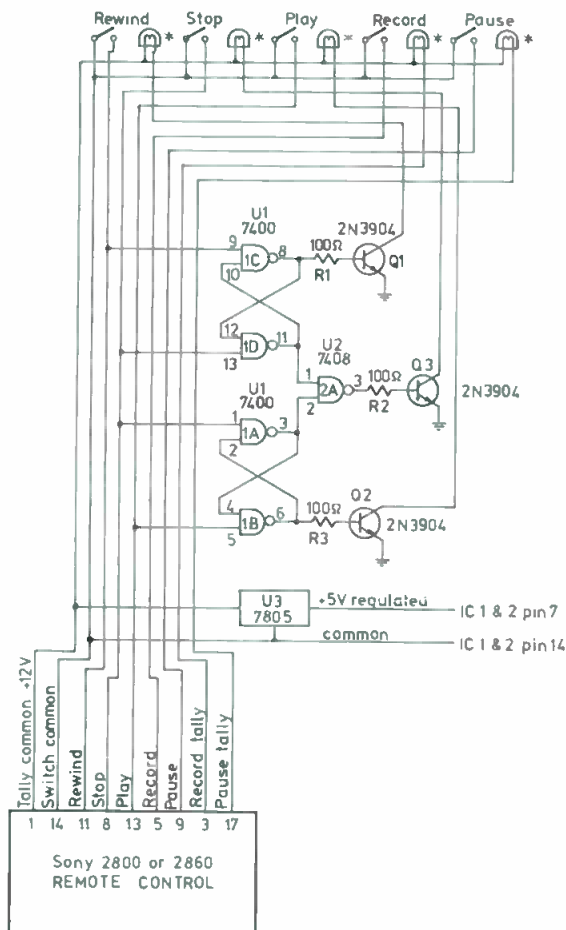 Rewind Stop Play Record Pause
* * * * *
U1
7400
2N3904
9 8 100Ω
1C
10 R1 Q1
12 11
1D
13
U2
7408
Q3
1 3 100Ω
2A
2 R2
2N3904
U1
7400
1 3
1A
2
4 6 100Ω Q2
1B
5 R3 2N3904
U3
7805
+5V regulated IC 1 & 2 pin 7
common IC 1 & 2 pin 14
Tally common +12V
Switch common
Rewind
Stop
Play
Record
Pause
Record tally
Pause tally
1 14 11 8 13 5 9 3 17
Sony 2800 or 2860
REMOTE CONTROL